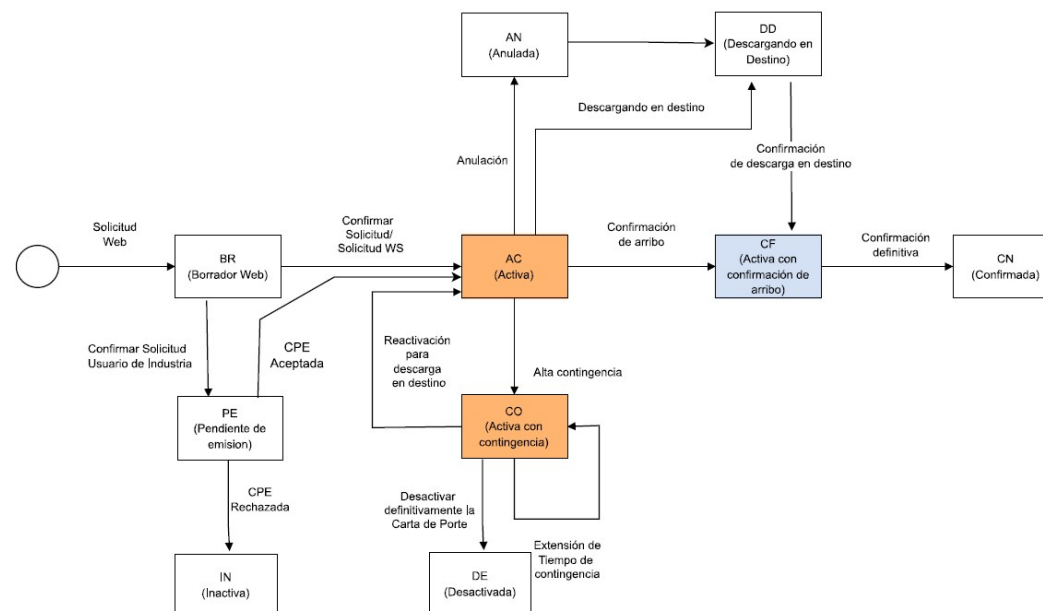 AN
(Anulada)
DD
(Descargando en
Destino)
Descargando en destino
Anulación
Confirmación
de descarga en destino
Solicitud
Web
Confirmar
Solicitud/
Solicitud WS
Confirmación
de arribo
Confirmación
definitiva
BR
(Borrador Web)
AC
(Activa)
CF
(Activa con
confirmación de
arribo)
CN
(Confirmada)
Confirmar Solicitud
Usuario de Industria
CPE
Aceptada
Reactivación
para
descarga
en destino
Alta contingencia
PE
(Pendiente de
emision)
CO
(Activa con
contingencia)
CPE
Rechazada
Desactivar
definitivamente la
Carta de Porte
Extensión de
Tiempo de
contingencia
IN
(Inactiva)
DE
(Desactivada)